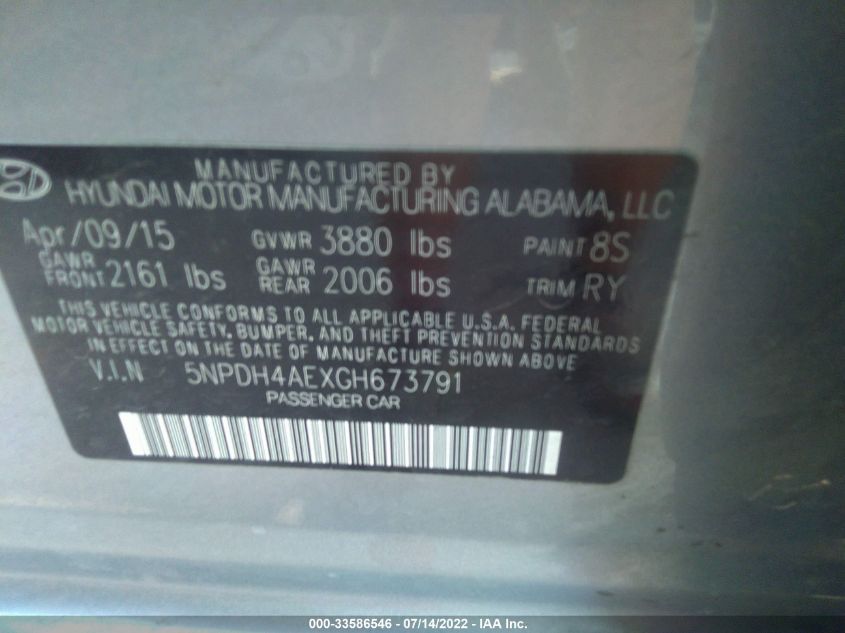 MANUFACTURED BY
HYUNDAI MOTOR MANUFACTURING ALABAMA, LLC
Apr/09/15 GVWR 3880 lbs PAINT 8S
GAWR FRONT 2161 lbs GAWR REAR 2006 lbs TRIM RY
THIS VEHICLE CONFORMS TO ALL APPLICABLE U.S.A. FEDERAL
MOTOR VEHICLE SAFETY, BUMPER, AND THEFT PREVENTION STANDARDS
IN EFFECT ON THE DATE OF MANUFACTURE SHOWN ABOVE
V.I.N 5NPDH4AEXGH673791
PASSENGER CAR
000-33586546 - 07/14/2022 - IAA Inc.